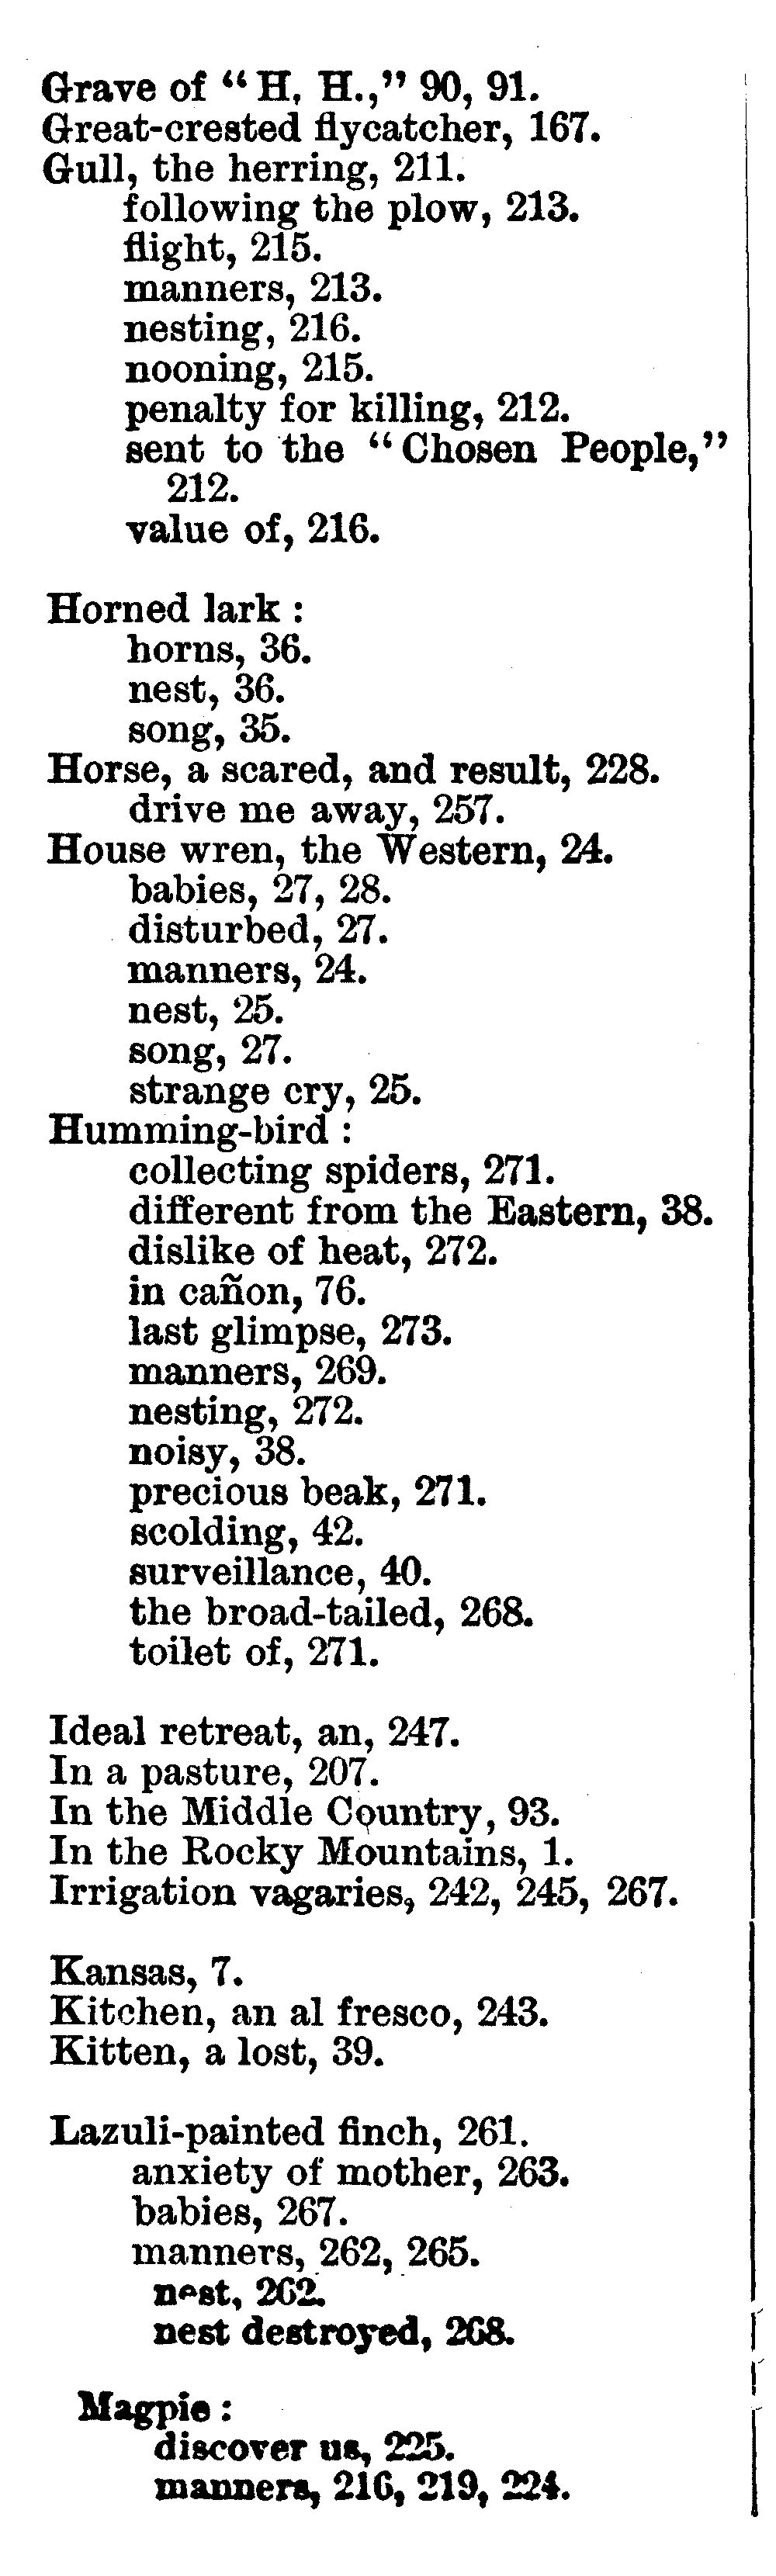 Grave of “H. H.,” 90, 91.
Great-crested flycatcher, 167.
Gull, the herring, 211.
following the plow, 213.
flight, 215.
manners, 213.
nesting, 216.
nooning, 215.
penalty for killing, 212.
sent to the “Chosen People,”
212.
value of, 216.
Horned lark :
horns, 36.
nest, 36.
song, 35.
Horse, a scared, and result, 228.
drive me away, 257.
House wren, the Western, 24.
babies, 27, 28.
disturbed, 27.
manners, 24.
nest, 25.
song, 27.
strange cry, 25.
Humming-bird :
collecting spiders, 271.
different from the Eastern, 38.
dislike of heat, 272.
in cañon, 76.
last glimpse, 273.
manners, 269.
nesting, 272.
noisy, 38.
precious beak, 271.
scolding, 42.
surveillance, 40.
the broad-tailed, 268.
toilet of, 271.
Ideal retreat, an, 247.
In a pasture, 207.
In the Middle Country, 93.
In the Rocky Mountains, 1.
Irrigation vagaries, 242, 245, 267.
Kansas, 7.
Kitchen, an al fresco, 243.
Kitten, a lost, 39.
Lazuli-painted finch, 261.
anxiety of mother, 263.
babies, 267.
manners, 262, 265.
nest, 262.
nest destroyed, 268.
Magpie :
discover us, 225.
manners, 216, 219, 224.